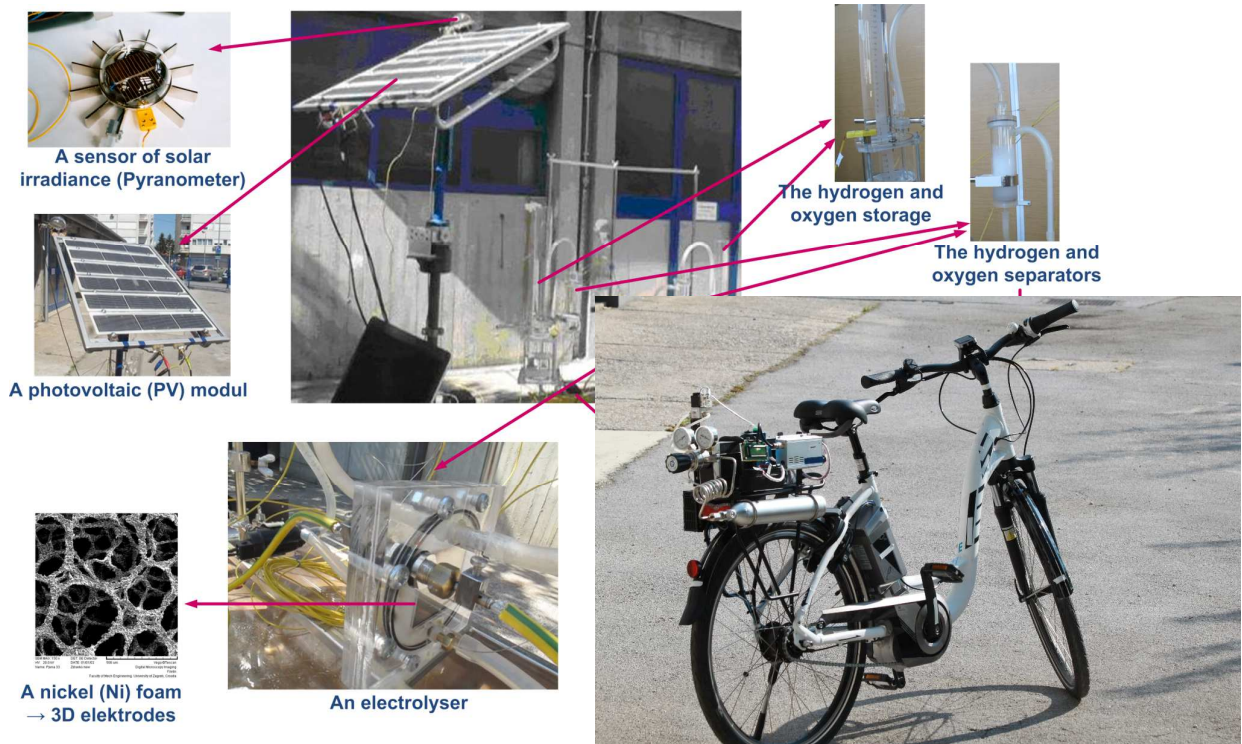 A sensor of solar
irradiance (Pyranometer)
The hydrogen and
oxygen storage
The hydrogen and
oxygen separators
A photovoltaic (PV) modul
An electrolyser
A nickel (Ni) foam
→ 3D elektrodes